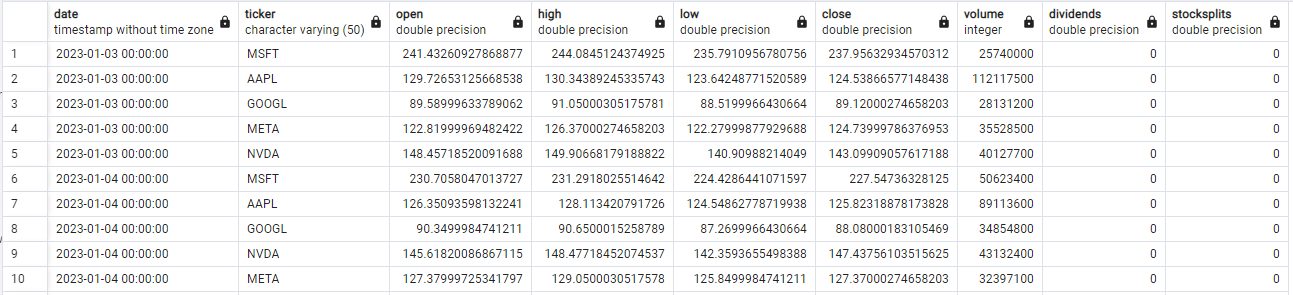 date ticker open high low close volume dividends stocksplits
timestamp without time zone character varying (50) double precision double precision double precision double precision integer double precision double precision
1 2023-01-03 00:00:00 MSFT 241.43260927868877 244.0845124374925 235.7910956780756 237.95632934570312 25740000 0 0
2 2023-01-03 00:00:00 AAPL 129.72653125668538 130.34389245335743 123.64248771520589 124.53866577148438 112117500 0 0
3 2023-01-03 00:00:00 GOOGL 89.58999633789062 91.05000305175781 88.5199966430664 89.12000274658203 28131200 0 0
4 2023-01-03 00:00:00 META 122.81999969482422 126.37000274658203 122.27999877929688 124.73999786376953 35528500 0 0
5 2023-01-03 00:00:00 NVDA 148.45718520091688 149.90668179188822 140.90988214049 143.09909057617188 40127700 0 0
6 2023-01-04 00:00:00 MSFT 230.7058047013727 231.2918025514642 224.4286441071597 227.54736328125 50623400 0 0
7 2023-01-04 00:00:00 AAPL 126.35093598132241 128.113420791726 124.54862778719938 125.82318878173828 89113600 0 0
8 2023-01-04 00:00:00 GOOGL 90.3499984741211 90.6500015258789 87.2699966430664 88.08000183105469 34854800 0 0
9 2023-01-04 00:00:00 NVDA 145.61820086867115 148.47718452074537 142.3593655498388 147.43756103515625 43132400 0 0
10 2023-01-04 00:00:00 META 127.37999725341797 129.0500030517578 125.8499984741211 127.37000274658203 32397100 0 0